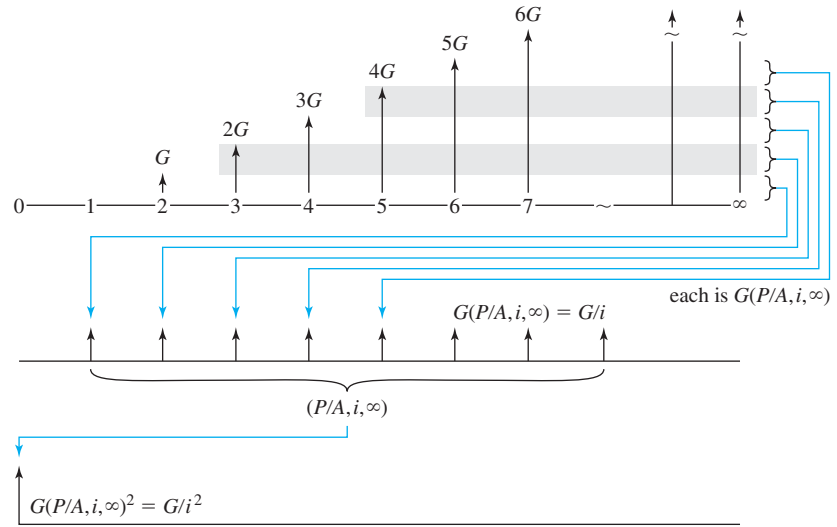 6G
5G
4G
3G
2G
G
~ ~
0 1 2 3 4 5 6 7 ~ ∞
each is G(P/A, i, ∞)
G(P/A, i, ∞) = G/i
(P/A, i, ∞)
G(P/A, i, ∞)² = G/i²